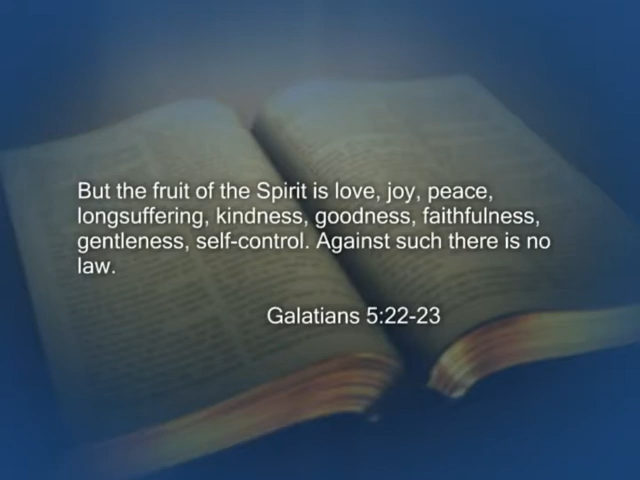 But the fruit of the Spirit is love, joy, peace,
longsuffering, kindness, goodness, faithfulness,
gentleness, self-control. Against such there is no
law.
Galatians 5:22-23